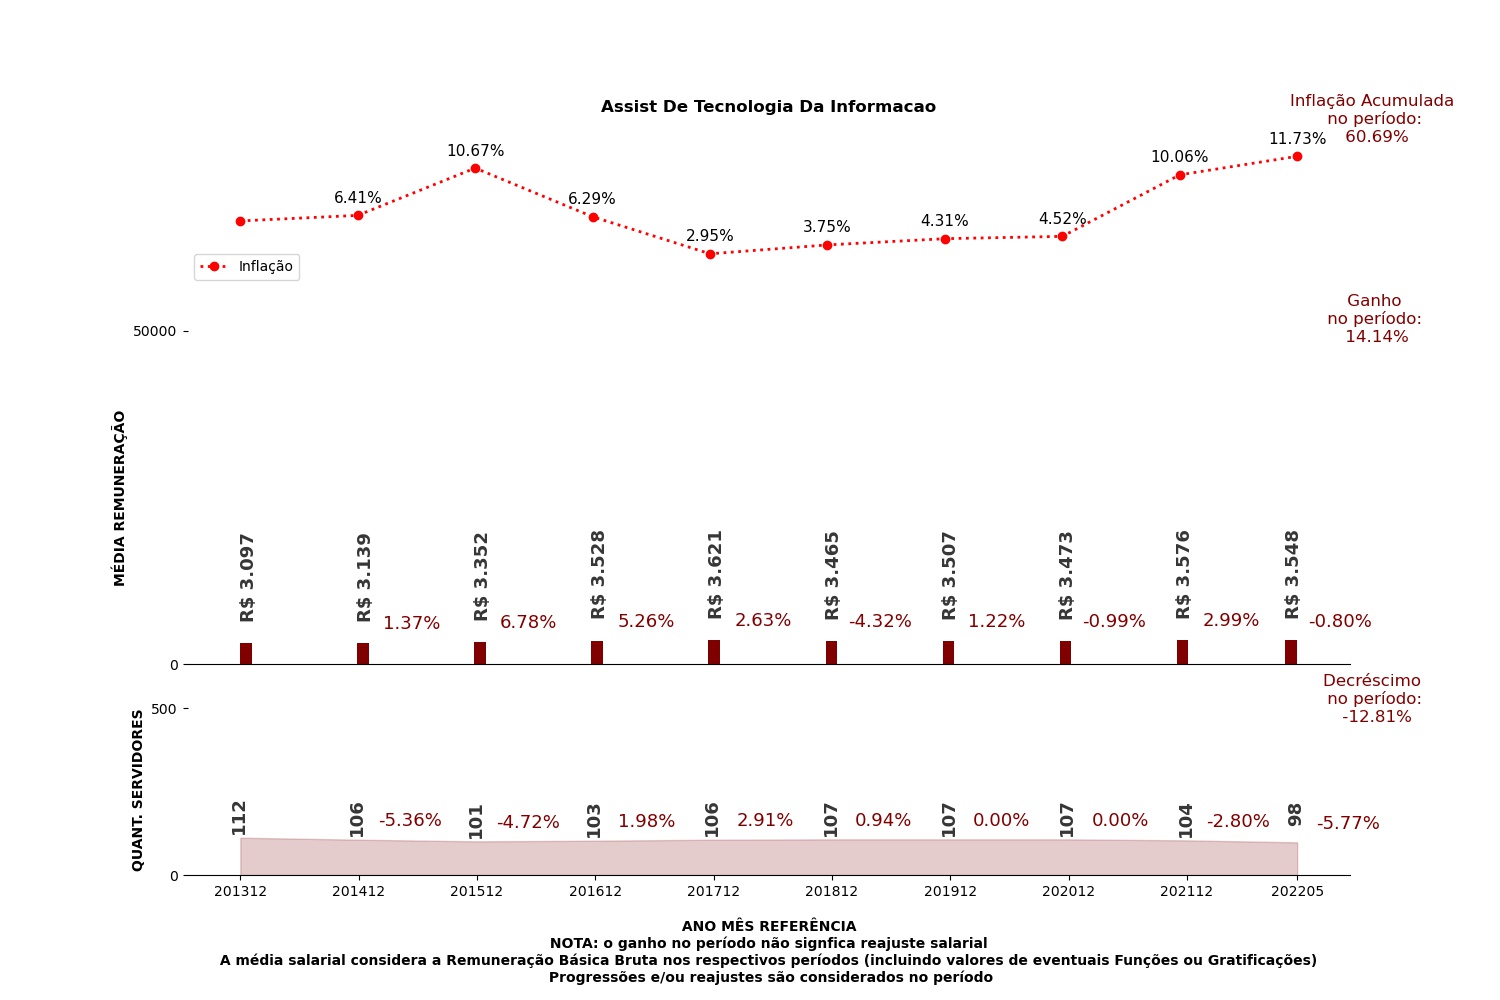 Assist De Tecnologia Da Informacao
Inflação Acumulada
no período:
60.69%
6.41%
10.67%
6.29%
2.95%
3.75%
4.31%
4.52%
10.06%
11.73%
Inflação
Ganho
no período:
14.14%
50000
0
MÉDIA REMUNERAÇÃO
R$ 3.097
R$ 3.139
R$ 3.352
R$ 3.528
R$ 3.621
R$ 3.465
R$ 3.507
R$ 3.473
R$ 3.576
R$ 3.548
1.37%
6.78%
5.26%
2.63%
-4.32%
1.22%
-0.99%
2.99%
-0.80%
Decréscimo
no período:
-12.81%
500
0
QUANT. SERVIDORES
112
106
101
103
106
107
107
107
104
98
-5.36%
-4.72%
1.98%
2.91%
0.94%
0.00%
0.00%
-2.80%
-5.77%
201312
201412
201512
201612
201712
201812
201912
202012
202112
202205
ANO MÊS REFERÊNCIA
NOTA: o ganho no período não signfica reajuste salarial
A média salarial considera a Remuneração Básica Bruta nos respectivos períodos (incluindo valores de eventuais Funções ou Gratificações)
Progressões e/ou reajustes são considerados no período